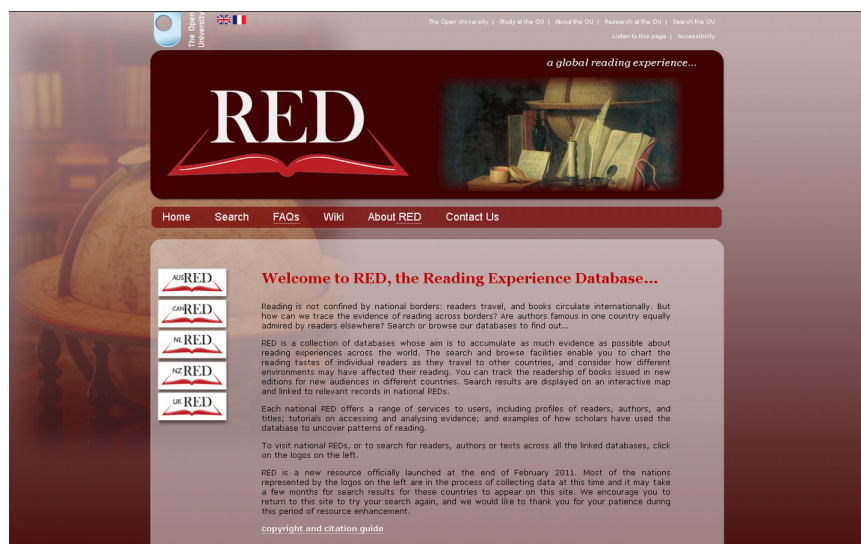 The Open University
The Open University | Study at the OU | About the OU | Research at the OU | Search the OU
Listen to this page | Accessibility
a global reading experience...
RED
Home Search FAQs Wiki About RED Contact Us
AUSRED
CANRED
NLRED
NZRED
UKRED
Welcome to RED, the Reading Experience Database...
Reading is not confined by national borders: readers travel, and books circulate internationally. But
how can we trace the evidence of reading across borders? Are authors famous in one country equally
admired by readers elsewhere? Search or browse our databases to find out...
RED is a collection of databases whose aim is to accumulate as much evidence as possible about
reading experiences across the world. The search and browse facilities enable you to chart the
reading tastes of individual readers as they travel to other countries, and consider how different
environments may have affected their reading. You can track the readership of books issued in new
editions for new audiences in different countries. Search results are displayed on an interactive map
and linked to relevant records in national REDs.
Each national RED offers a range of services to users, including profiles of readers, authors, and
titles; tutorials on accessing and analysing evidence; and examples of how scholars have used the
database to uncover patterns of reading.
To visit national REDs, or to search for readers, authors or texts across all the linked databases, click
on the logos on the left.
RED is a new resource officially launched at the end of February 2011. Most of the nations
represented by the logos on the left are in the process of collecting data at this time and it may take
a few months for search results for these countries to appear on this site. We encourage you to
return to this site to try your search again, and we would like to thank you for your patience during
this period of resource enhancement.
copyright and citation guide